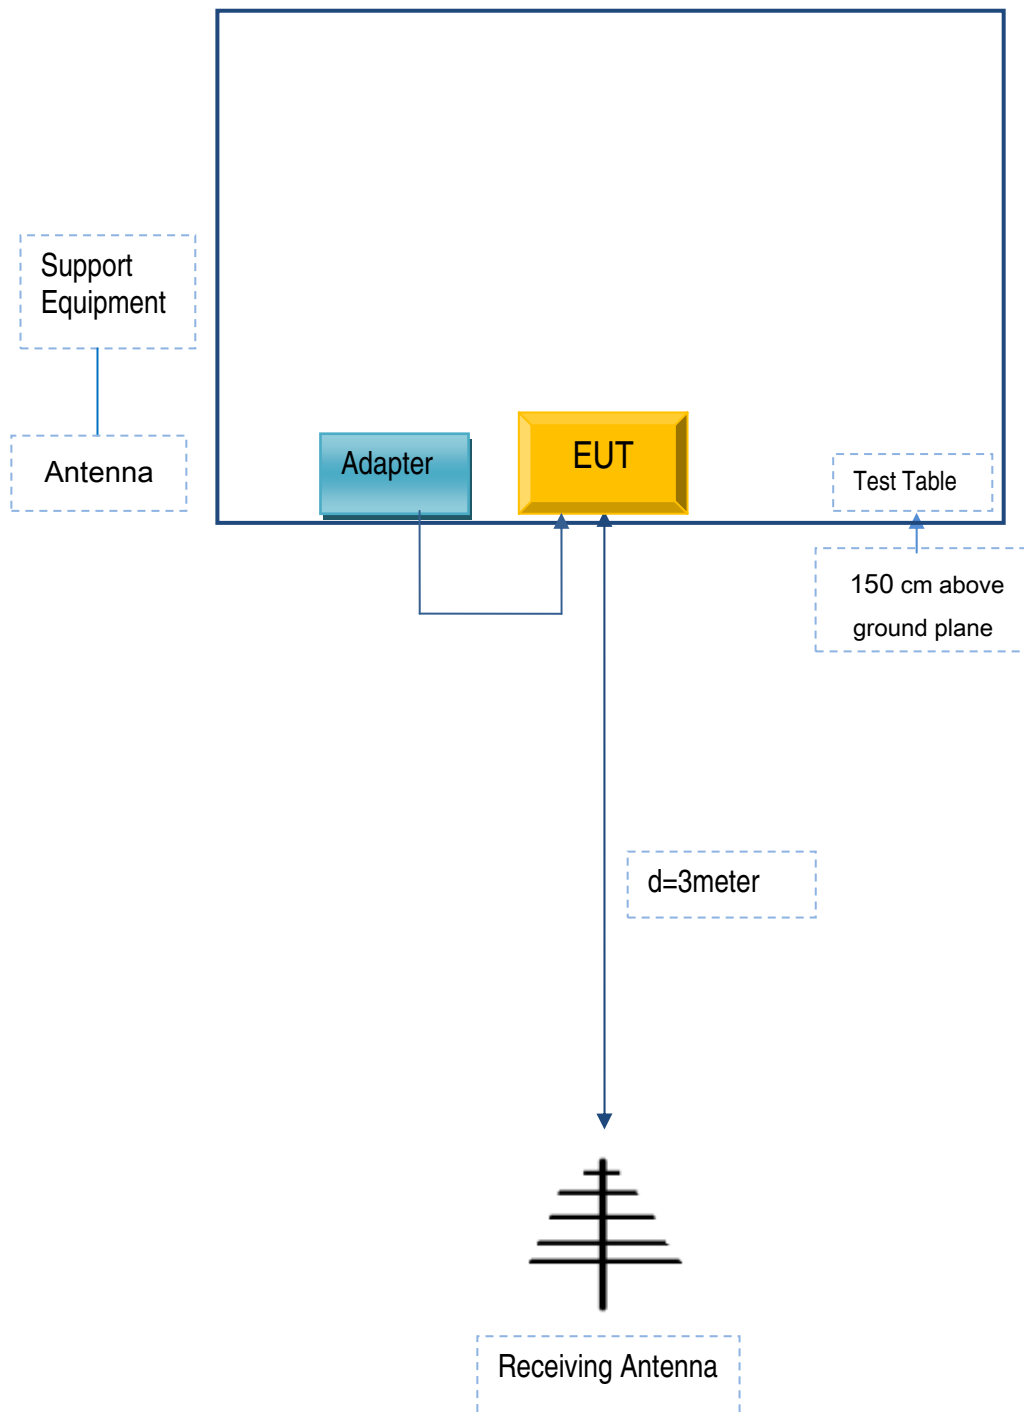 Support
Equipment
Antenna
Adapter
EUT
Test Table
150 cm above
ground plane
d=3meter
Receiving Antenna